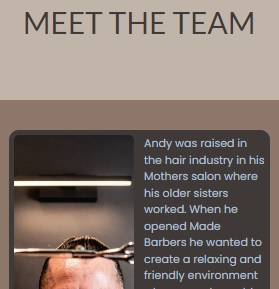 MEET THE TEAM
Andy was raised in
the hair industry in his
Mothers salon where
his older sisters
worked. When he
opened Made
Barbers he wanted to
create a relaxing and
friendly environment